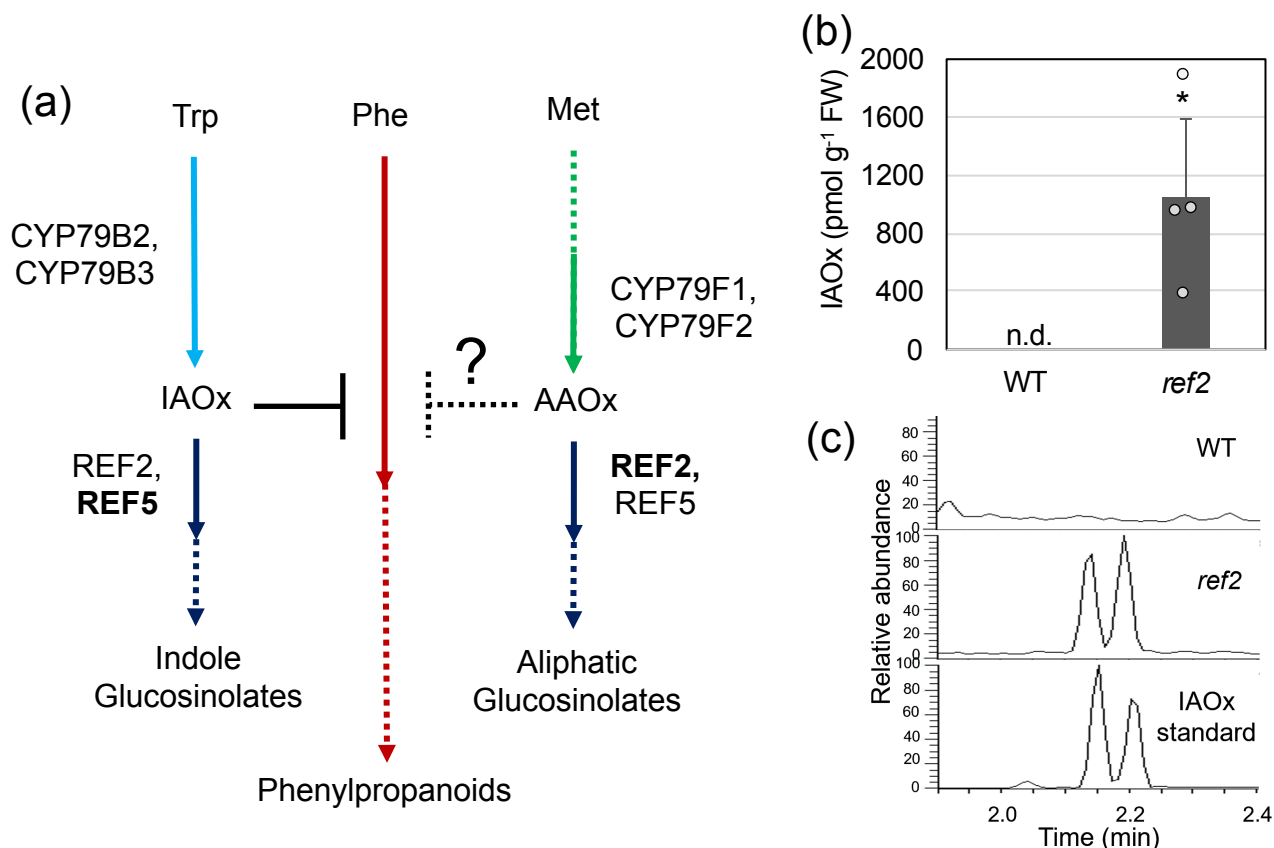 (a)
Trp
Phe
Met
CYP79B2,
CYP79B3
CYP79F1,
CYP79F2
?
IAOx
AAOx
REF2,
REF5
REF2,
REF5
Indole
Glucosinolates
Aliphatic
Glucosinolates
Phenylpropanoids
(b)
IAOx (pmol g⁻¹ FW)
2000
1600
1200
800
400
0
*
n.d.
WT
ref2
(c)
Relative abundance
80
60
40
20
0
WT
100
80
60
40
20
0
ref2
100
80
60
40
20
0
IAOx
standard
2.0
2.2
2.4
Time (min)